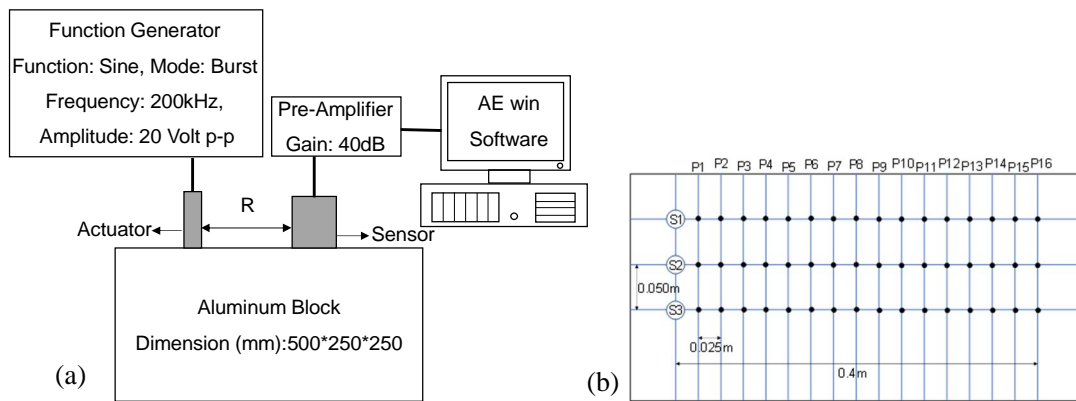 Function Generator
Function: Sine, Mode: Burst
Frequency: 200kHz,
Amplitude: 20 Volt p-p
Pre-Amplifier
Gain: 40dB
AE win
Software
R
Actuator
Sensor
Aluminum Block
Dimension (mm):500*250*250
(a)
P1 P2 P3 P4 P5 P6 P7 P8 P9 P10 P11 P12 P13 P14 P15 P16
S1
S2
0.050m
S3
0.025m
0.4m
(b)